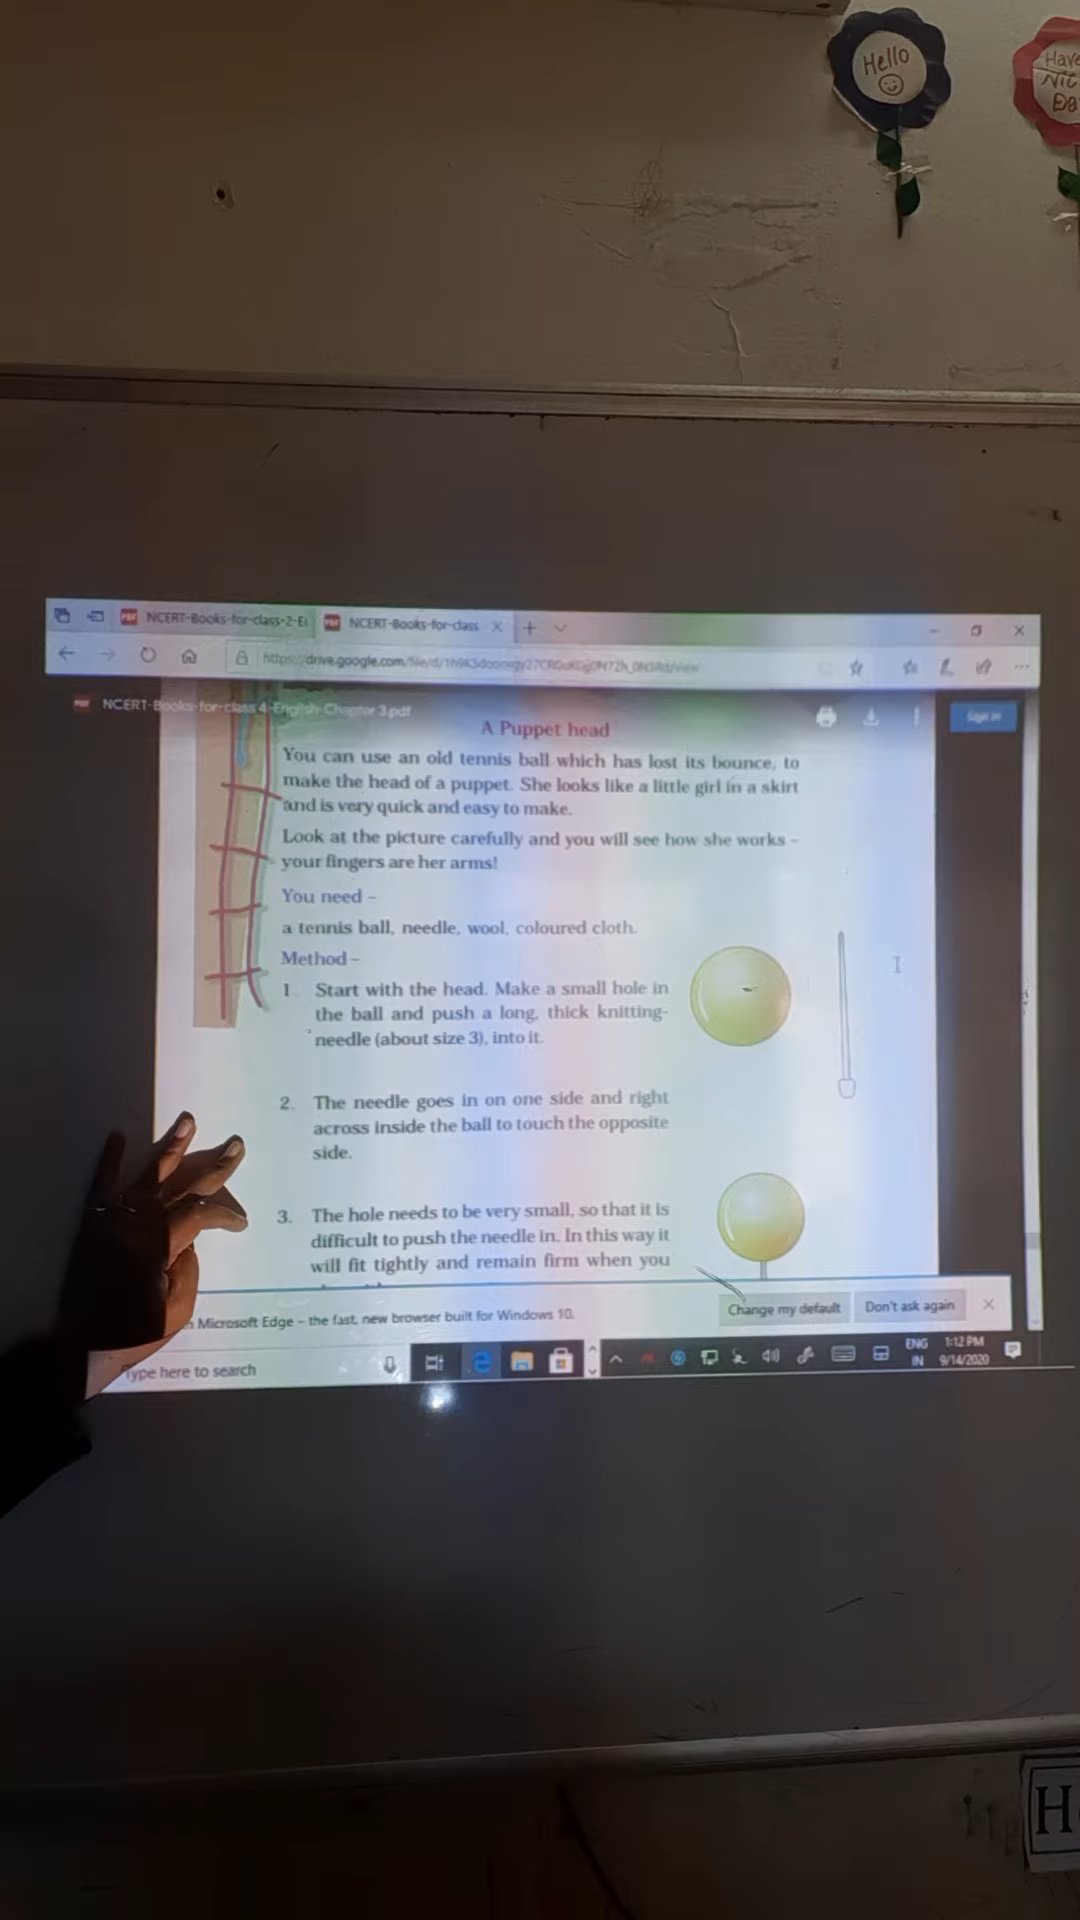 Hello
Have
Nic
Da
NCERT-Books-for-class-2-E
NCERT-Books-for-class
NCERT-Books-for-class 4-English-Chapter 3.pdf
Sign in
A Puppet head
You can use an old tennis ball which has lost its bounce, to
make the head of a puppet. She looks like a little girl in a skirt
and is very quick and easy to make.
Look at the picture carefully and you will see how she works –
your fingers are her arms!
You need –
a tennis ball, needle, wool, coloured cloth.
Method –
1. Start with the head. Make a small hole in
the ball and push a long, thick knitting-
needle (about size 3), into it.
2. The needle goes in on one side and right
across inside the ball to touch the opposite
side.
3. The hole needs to be very small, so that it is
difficult to push the needle in. In this way it
will fit tightly and remain firm when you
Microsoft Edge – the fast, new browser built for Windows 10.
Change my default
Don't ask again
Type here to search
ENG 1:12 PM
IN 9/14/2020
H